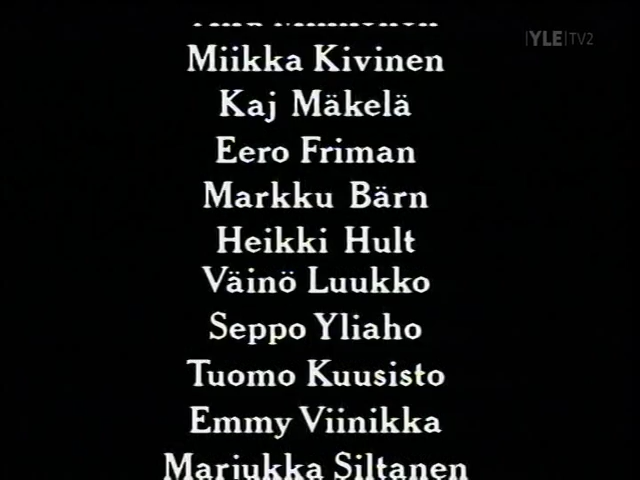 YLE TV2
Miikka Kivinen
Kaj Mäkelä
Eero Friman
Markku Bärn
Heikki Hult
Väinö Luukko
Seppo Yliaho
Tuomo Kuusisto
Emmy Viinikka
Marjukka Siltanen